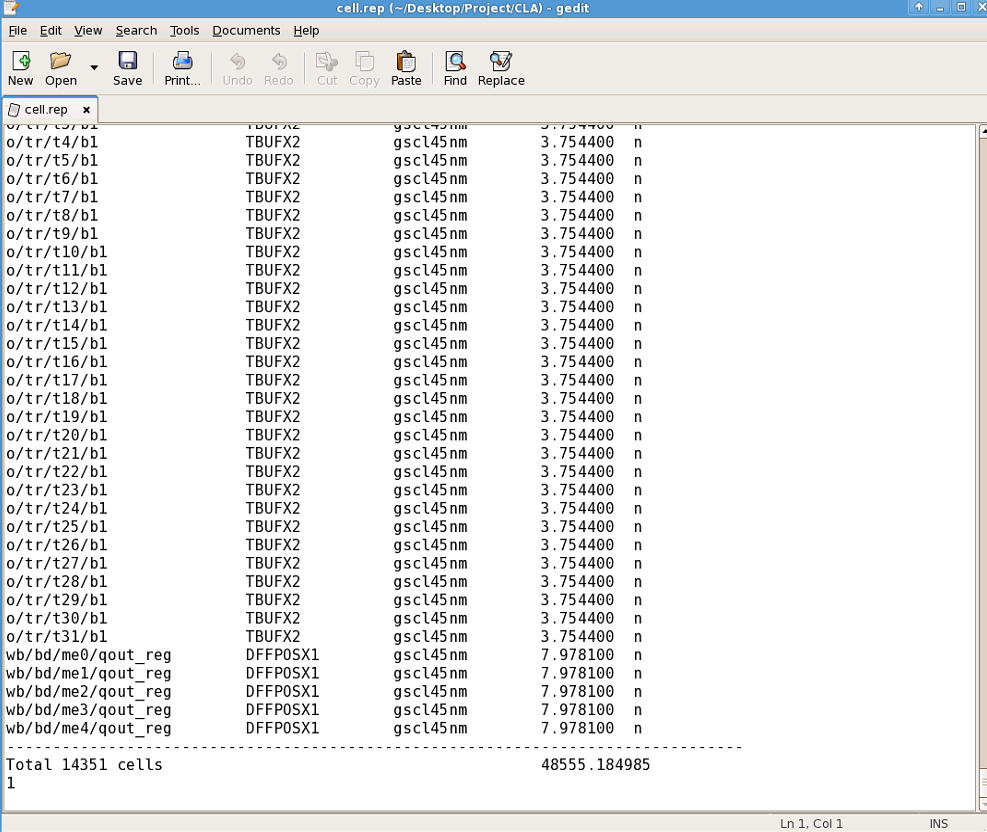 cell.rep (~/Desktop/Project/CLA) - gedit
File Edit View Search Tools Documents Help
New Open Save Print... Undo Redo Cut Copy Paste Find Replace
cell.rep
o/tr/t3/b1 TBUFX2 gscl45nm 3.754400 n
o/tr/t4/b1 TBUFX2 gscl45nm 3.754400 n
o/tr/t5/b1 TBUFX2 gscl45nm 3.754400 n
o/tr/t6/b1 TBUFX2 gscl45nm 3.754400 n
o/tr/t7/b1 TBUFX2 gscl45nm 3.754400 n
o/tr/t8/b1 TBUFX2 gscl45nm 3.754400 n
o/tr/t9/b1 TBUFX2 gscl45nm 3.754400 n
o/tr/t10/b1 TBUFX2 gscl45nm 3.754400 n
o/tr/t11/b1 TBUFX2 gscl45nm 3.754400 n
o/tr/t12/b1 TBUFX2 gscl45nm 3.754400 n
o/tr/t13/b1 TBUFX2 gscl45nm 3.754400 n
o/tr/t14/b1 TBUFX2 gscl45nm 3.754400 n
o/tr/t15/b1 TBUFX2 gscl45nm 3.754400 n
o/tr/t16/b1 TBUFX2 gscl45nm 3.754400 n
o/tr/t17/b1 TBUFX2 gscl45nm 3.754400 n
o/tr/t18/b1 TBUFX2 gscl45nm 3.754400 n
o/tr/t19/b1 TBUFX2 gscl45nm 3.754400 n
o/tr/t20/b1 TBUFX2 gscl45nm 3.754400 n
o/tr/t21/b1 TBUFX2 gscl45nm 3.754400 n
o/tr/t22/b1 TBUFX2 gscl45nm 3.754400 n
o/tr/t23/b1 TBUFX2 gscl45nm 3.754400 n
o/tr/t24/b1 TBUFX2 gscl45nm 3.754400 n
o/tr/t25/b1 TBUFX2 gscl45nm 3.754400 n
o/tr/t26/b1 TBUFX2 gscl45nm 3.754400 n
o/tr/t27/b1 TBUFX2 gscl45nm 3.754400 n
o/tr/t28/b1 TBUFX2 gscl45nm 3.754400 n
o/tr/t29/b1 TBUFX2 gscl45nm 3.754400 n
o/tr/t30/b1 TBUFX2 gscl45nm 3.754400 n
o/tr/t31/b1 TBUFX2 gscl45nm 3.754400 n
wb/bd/me0/qout_reg DFFPOSX1 gscl45nm 7.978100 n
wb/bd/me1/qout_reg DFFPOSX1 gscl45nm 7.978100 n
wb/bd/me2/qout_reg DFFPOSX1 gscl45nm 7.978100 n
wb/bd/me3/qout_reg DFFPOSX1 gscl45nm 7.978100 n
wb/bd/me4/qout_reg DFFPOSX1 gscl45nm 7.978100 n
--------------------------------------------------------------------------------
Total 14351 cells 48555.184985
1
Ln 1, Col 1 INS